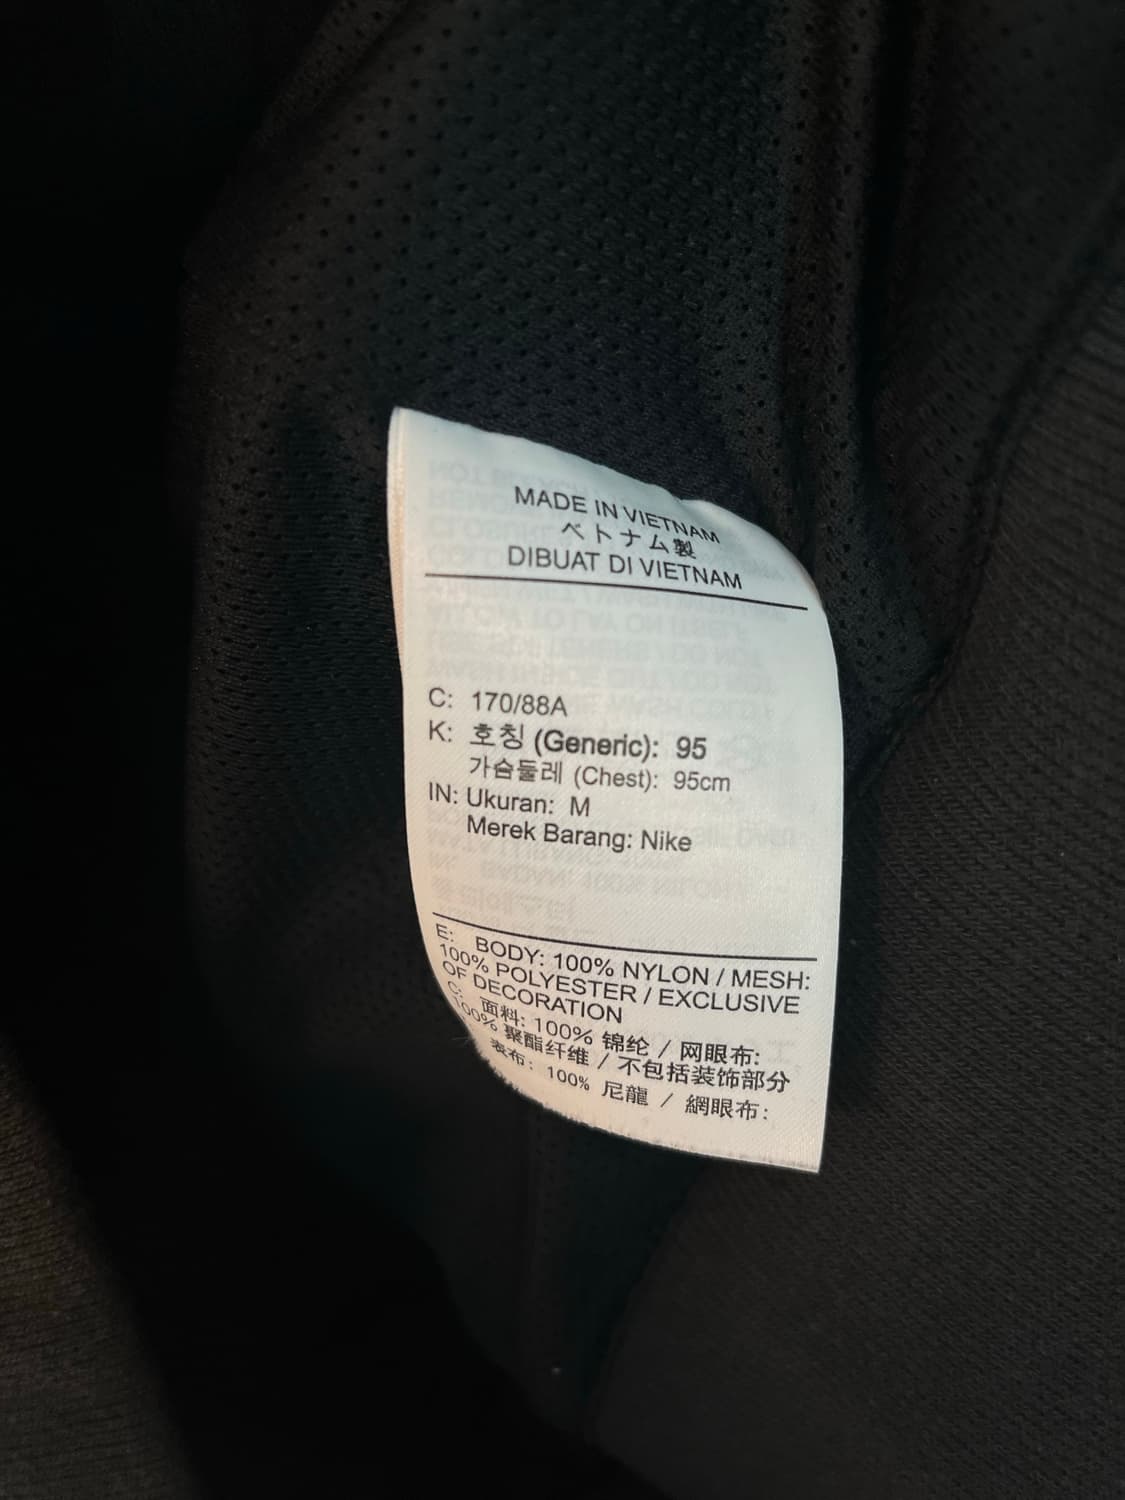 MADE IN VIETNAM
ベトナム製
DIBUAT DI VIETNAM
C: 170/88A
K: 호칭 (Generic): 95
가슴둘레 (Chest): 95cm
IN: Ukuran: M
Merek Barang: Nike
E: BODY: 100% NYLON / MESH:
100% POLYESTER / EXCLUSIVE
OF DECORATION
C: 面料: 100% 锦纶 / 网眼布:
100% 聚酯纤维 / 不包括装饰部分
表布: 100% 尼龍 / 網眼布: